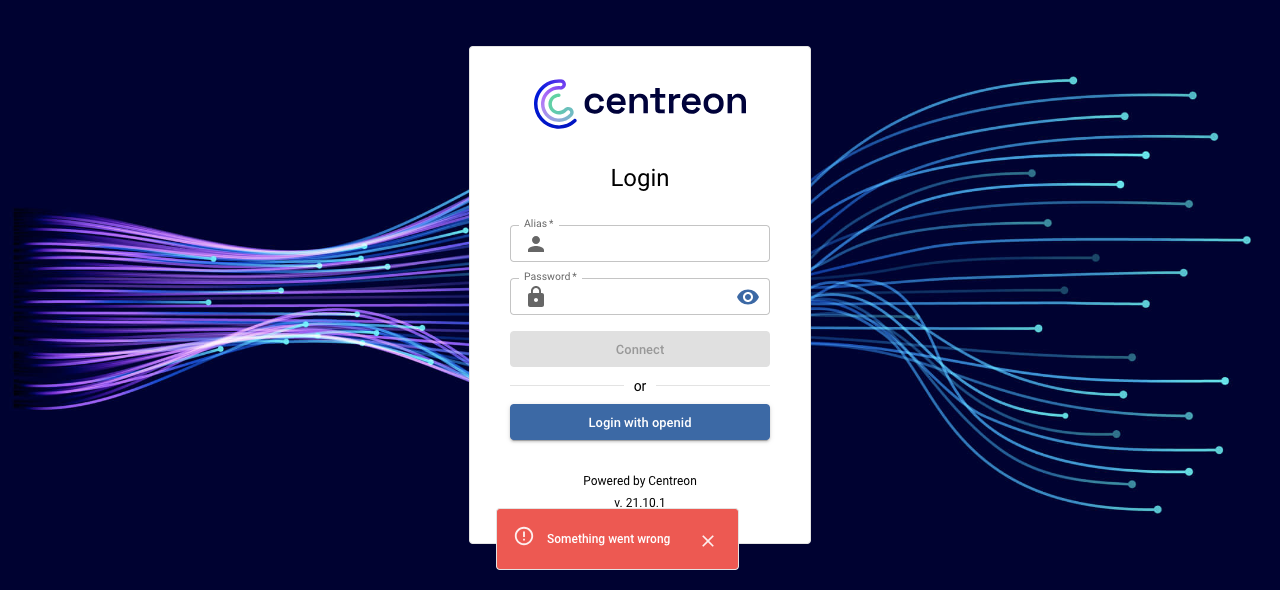 centreon
Login
Alias *
Password *
Connect
or
Login with openid
Powered by Centreon
v. 21.10.1
Something went wrong